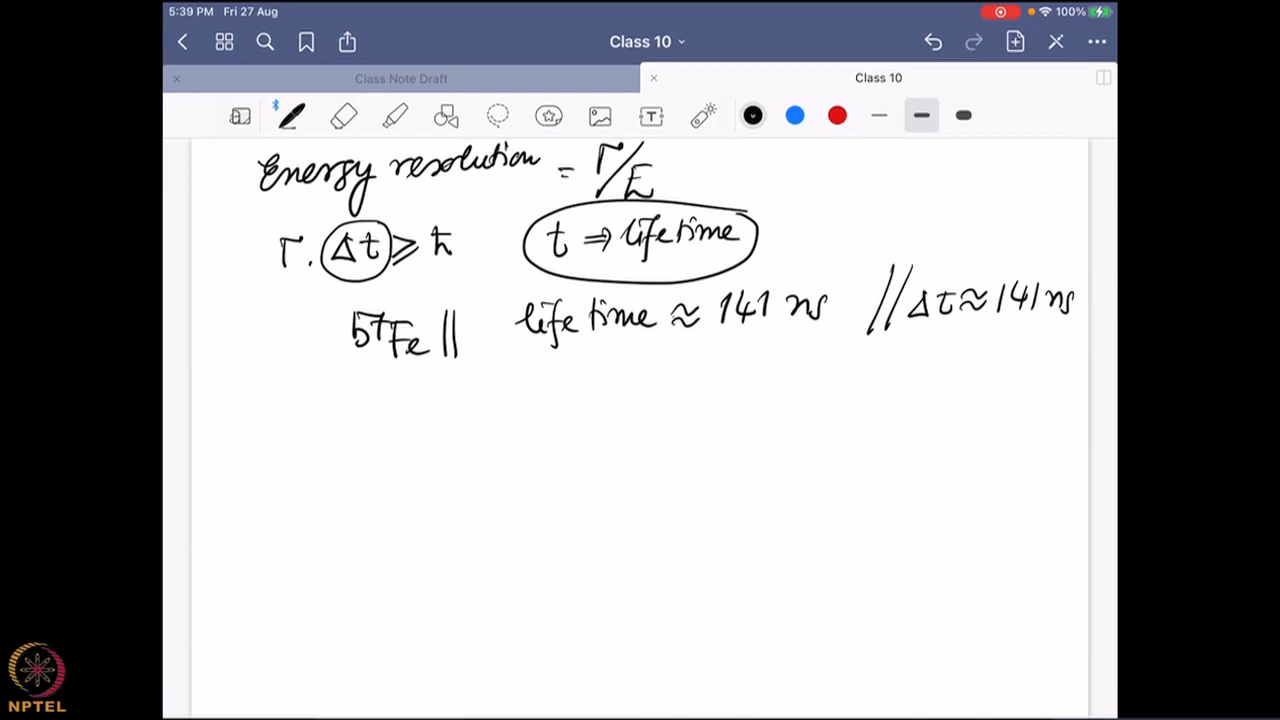 5:39 PM Fri 27 Aug 100%
Class 10
Class Note Draft Class 10
T
Energy resolution = Γ/E
Γ. Δt ≥ ħ t ⇒ lifetime
57Fe || lifetime ≈ 141 ns // Δt ≈ 141 ns
NPTEL